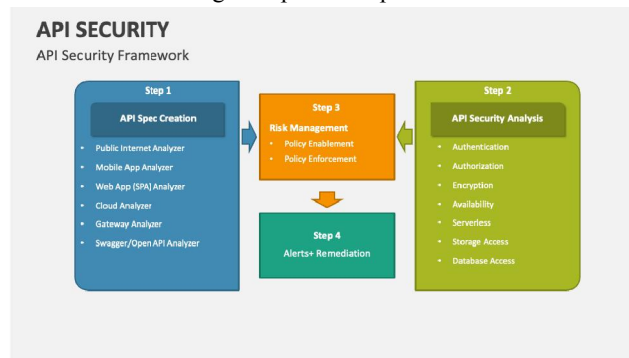 API SECURITY
API Security Framework
Step 1
API Spec Creation
• Public Internet Analyzer
• Mobile App Analyzer
• Web App (SPA) Analyzer
• Cloud Analyzer
• Gateway Analyzer
• Swagger/Open API Analyzer
Step 3
Risk Management
• Policy Enablement
• Policy Enforcement
Step 4
Alerts+ Remediation
Step 2
API Security Analysis
• Authentication
• Authorization
• Encryption
• Availability
• Serverless
• Storage Access
• Database Access